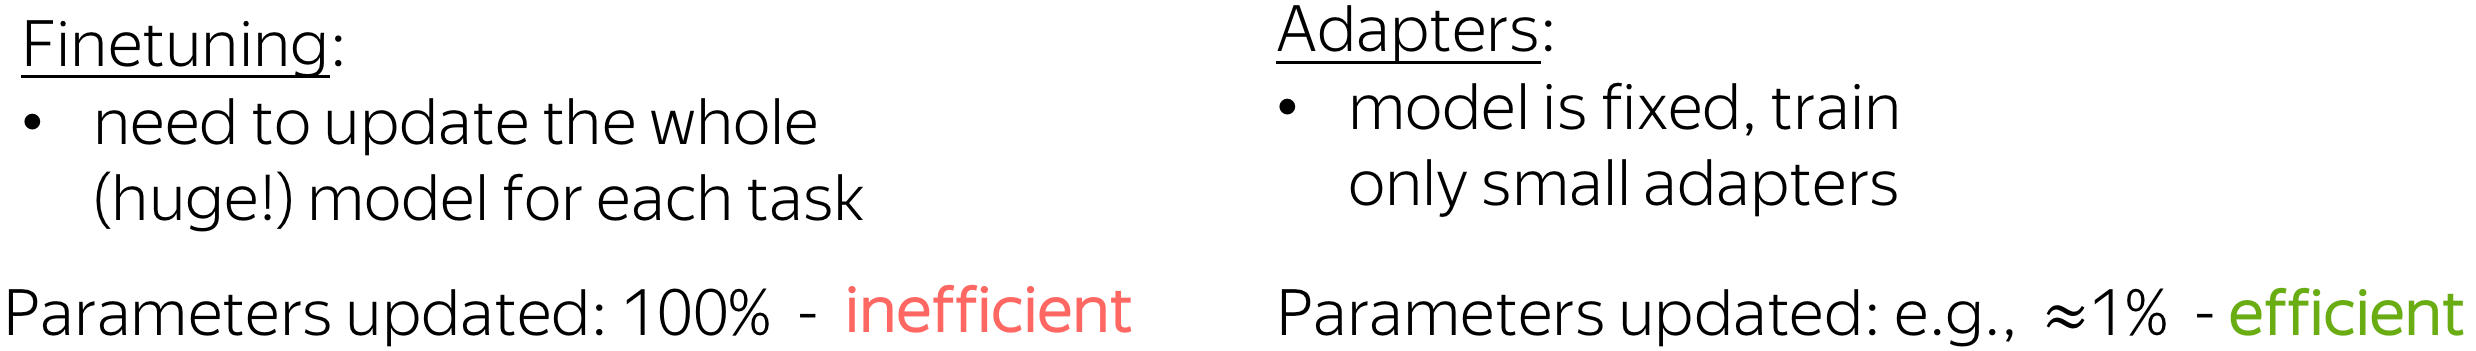 Finetuning:
• need to update the whole
(huge!) model for each task
Parameters updated: 100% - inefficient
Adapters:
• model is fixed, train
only small adapters
Parameters updated: e.g., ≈1% - efficient